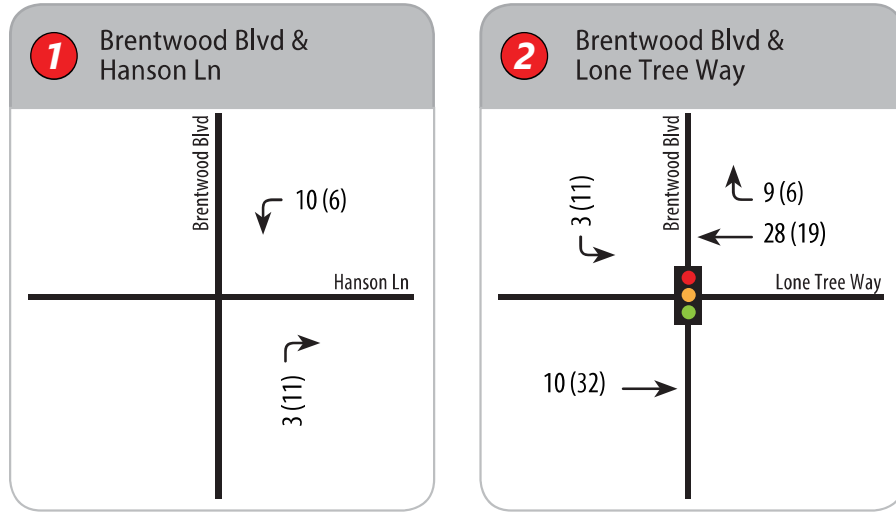 1
Brentwood Blvd &
Hanson Ln
Brentwood Blvd
10 (6)
Hanson Ln
3 (11)
2
Brentwood Blvd &
Lone Tree Way
Brentwood Blvd
3 (11)
9 (6)
28 (19)
Lone Tree Way
10 (32)